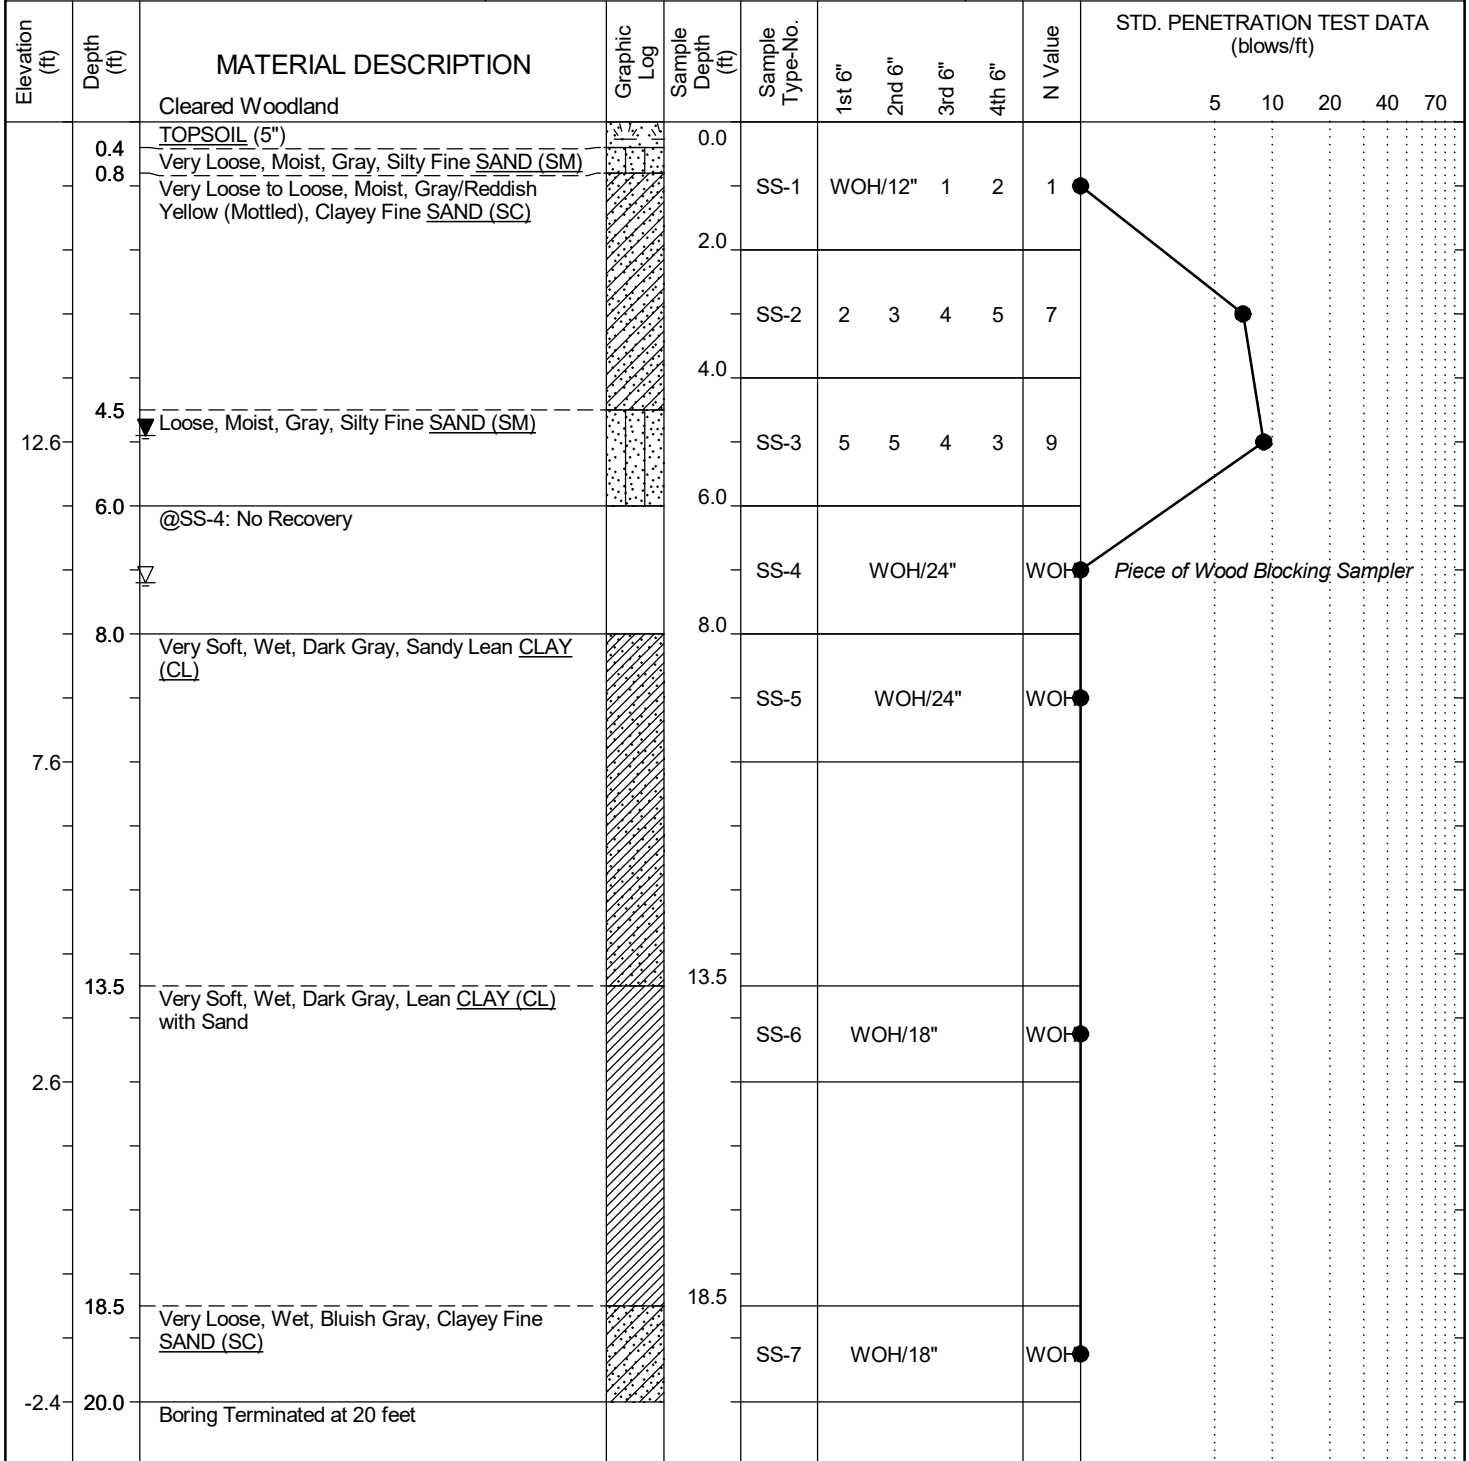 Elevation
(ft)
Depth
(ft)
MATERIAL DESCRIPTION
Cleared Woodland
Graphic
Log
Sample
Depth
(ft)
Sample
Type-No.
1st 6"
2nd 6"
3rd 6"
4th 6"
N Value
STD. PENETRATION TEST DATA
(blows/ft)
5 10 20 40 70
TOPSOIL (5")
0.0
0.4
Very Loose, Moist, Gray, Silty Fine SAND (SM)
0.8
Very Loose to Loose, Moist, Gray/Reddish
Yellow (Mottled), Clayey Fine SAND (SC)
SS-1 WOH/12" 1 2 1
2.0
SS-2 2 3 4 5 7
4.0
4.5
Loose, Moist, Gray, Silty Fine SAND (SM)
12.6
SS-3 5 5 4 3 9
6.0
6.0
@SS-4: No Recovery
SS-4 WOH/24" WOH Piece of Wood Blocking Sampler
8.0
8.0
Very Soft, Wet, Dark Gray, Sandy Lean CLAY
(CL)
SS-5 WOH/24" WOH
7.6
13.5
13.5
Very Soft, Wet, Dark Gray, Lean CLAY (CL)
with Sand
SS-6 WOH/18" WOH
2.6
18.5
18.5
Very Loose, Wet, Bluish Gray, Clayey Fine
SAND (SC)
SS-7 WOH/18" WOH
-2.4 20.0
Boring Terminated at 20 feet